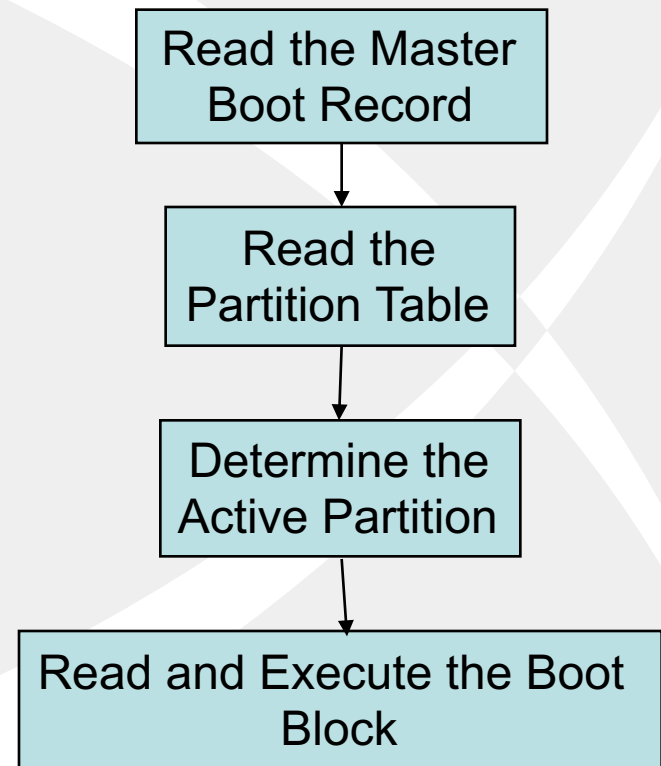 Read the Master
Boot Record
Read the
Partition Table
Determine the
Active Partition
Read and Execute the Boot
Block